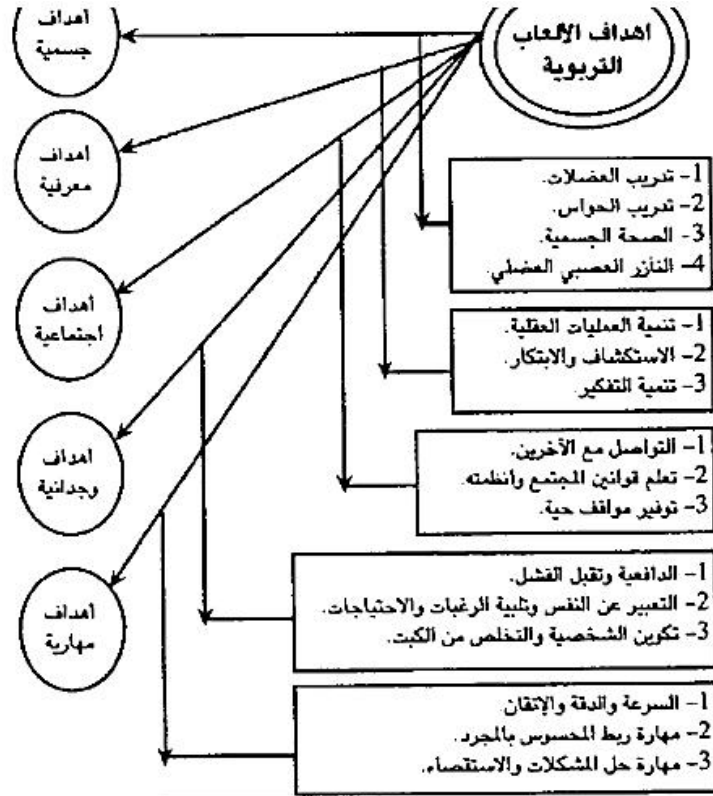 اهداف الألعاب
التربوية
أهداف
جسمية
أهداف
معرفية
أهداف
اجتماعية
أهداف
وجدانية
أهداف
مهارية
1- تدريب العضلات.
2- تدريب الحواس.
3- الصحة الجسمية.
4- التآزر العصبي العضلي.
1- تنمية العمليات العقلية.
2- الاستكشاف والابتكار.
3- تنمية التفكير.
1- التواصل مع الآخرين.
2- تعلم قوانين المجتمع وأنظمته.
3- توفير مواقف حية.
1- الدافعية وتقبل الفشل.
2- التعبير عن النفس وتلبية الرغبات والاحتياجات.
3- تكوين الشخصية والتخلص من الكبت.
1- السرعة والدقة والإتقان.
2- مهارة ربط المحسوس بالمجرد.
3- مهارة حل المشكلات والاستقصاء.